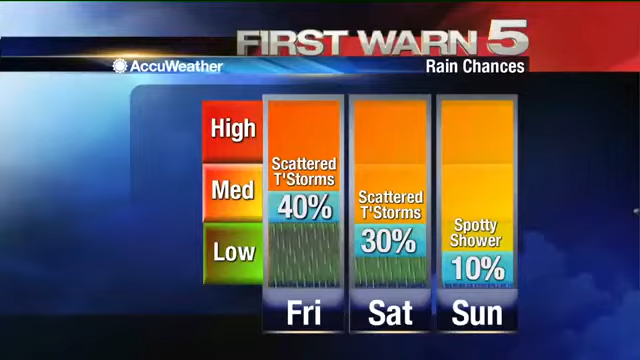 FIRST WARN 5
AccuWeather
Rain Chances
High
Med
Low
Scattered
T'Storms
40%
Scattered
T'Storms
30%
Spotty
Shower
10%
Fri
Sat
Sun